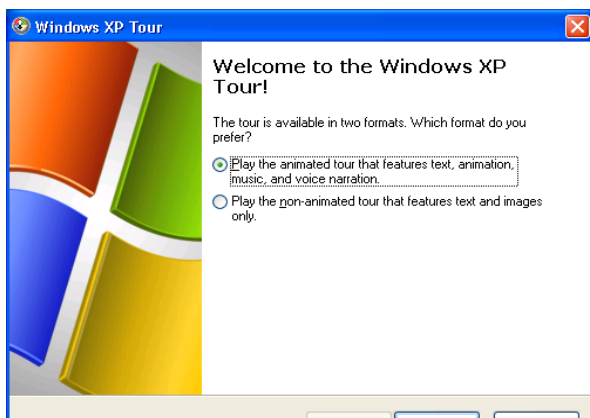 Windows XP Tour
Welcome to the Windows XP
Tour!
The tour is available in two formats. Which format do you
prefer?
Play the animated tour that features text, animation,
music, and voice narration.
Play the non-animated tour that features text and images
only.